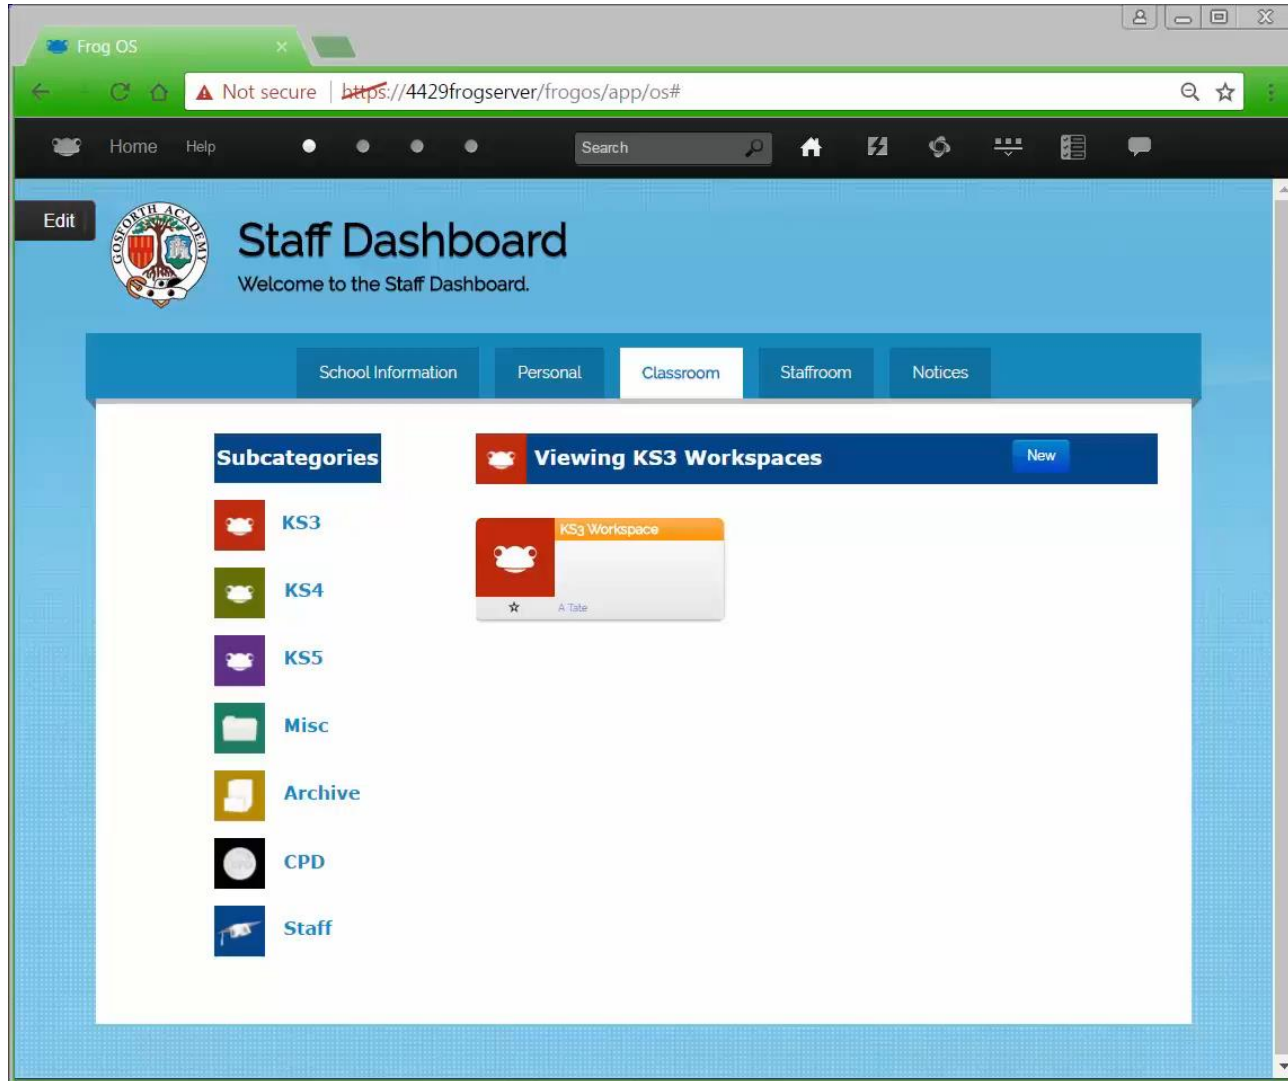 Frog OS
Not secure | https://4429frogserver/frogos/app/os#
Home Help Search
Edit
GOSFORTH ACADEMY
Staff Dashboard
Welcome to the Staff Dashboard.
School Information Personal Classroom Staffroom Notices
Subcategories
Viewing KS3 Workspaces New
KS3
KS3 Workspace
A Tate
KS4
KS5
Misc
Archive
CPD
Staff